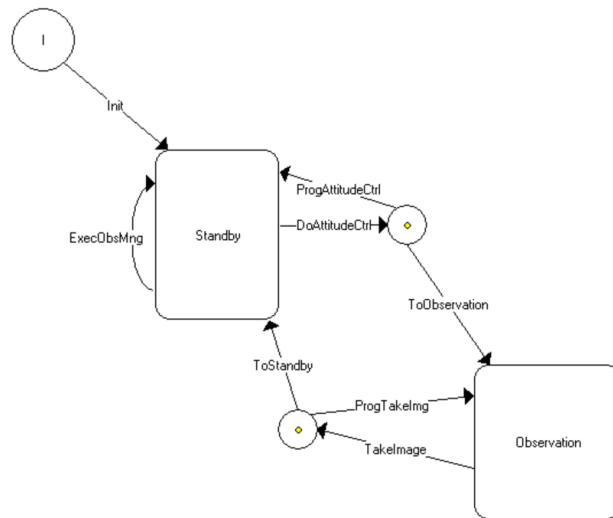 I
Init
ProgAttitudeCtrl
ExecObsMng
Standby
DoAttitudeCtrl
ToObservation
ToStandby
ProgTakeImg
TakeImage
Observation